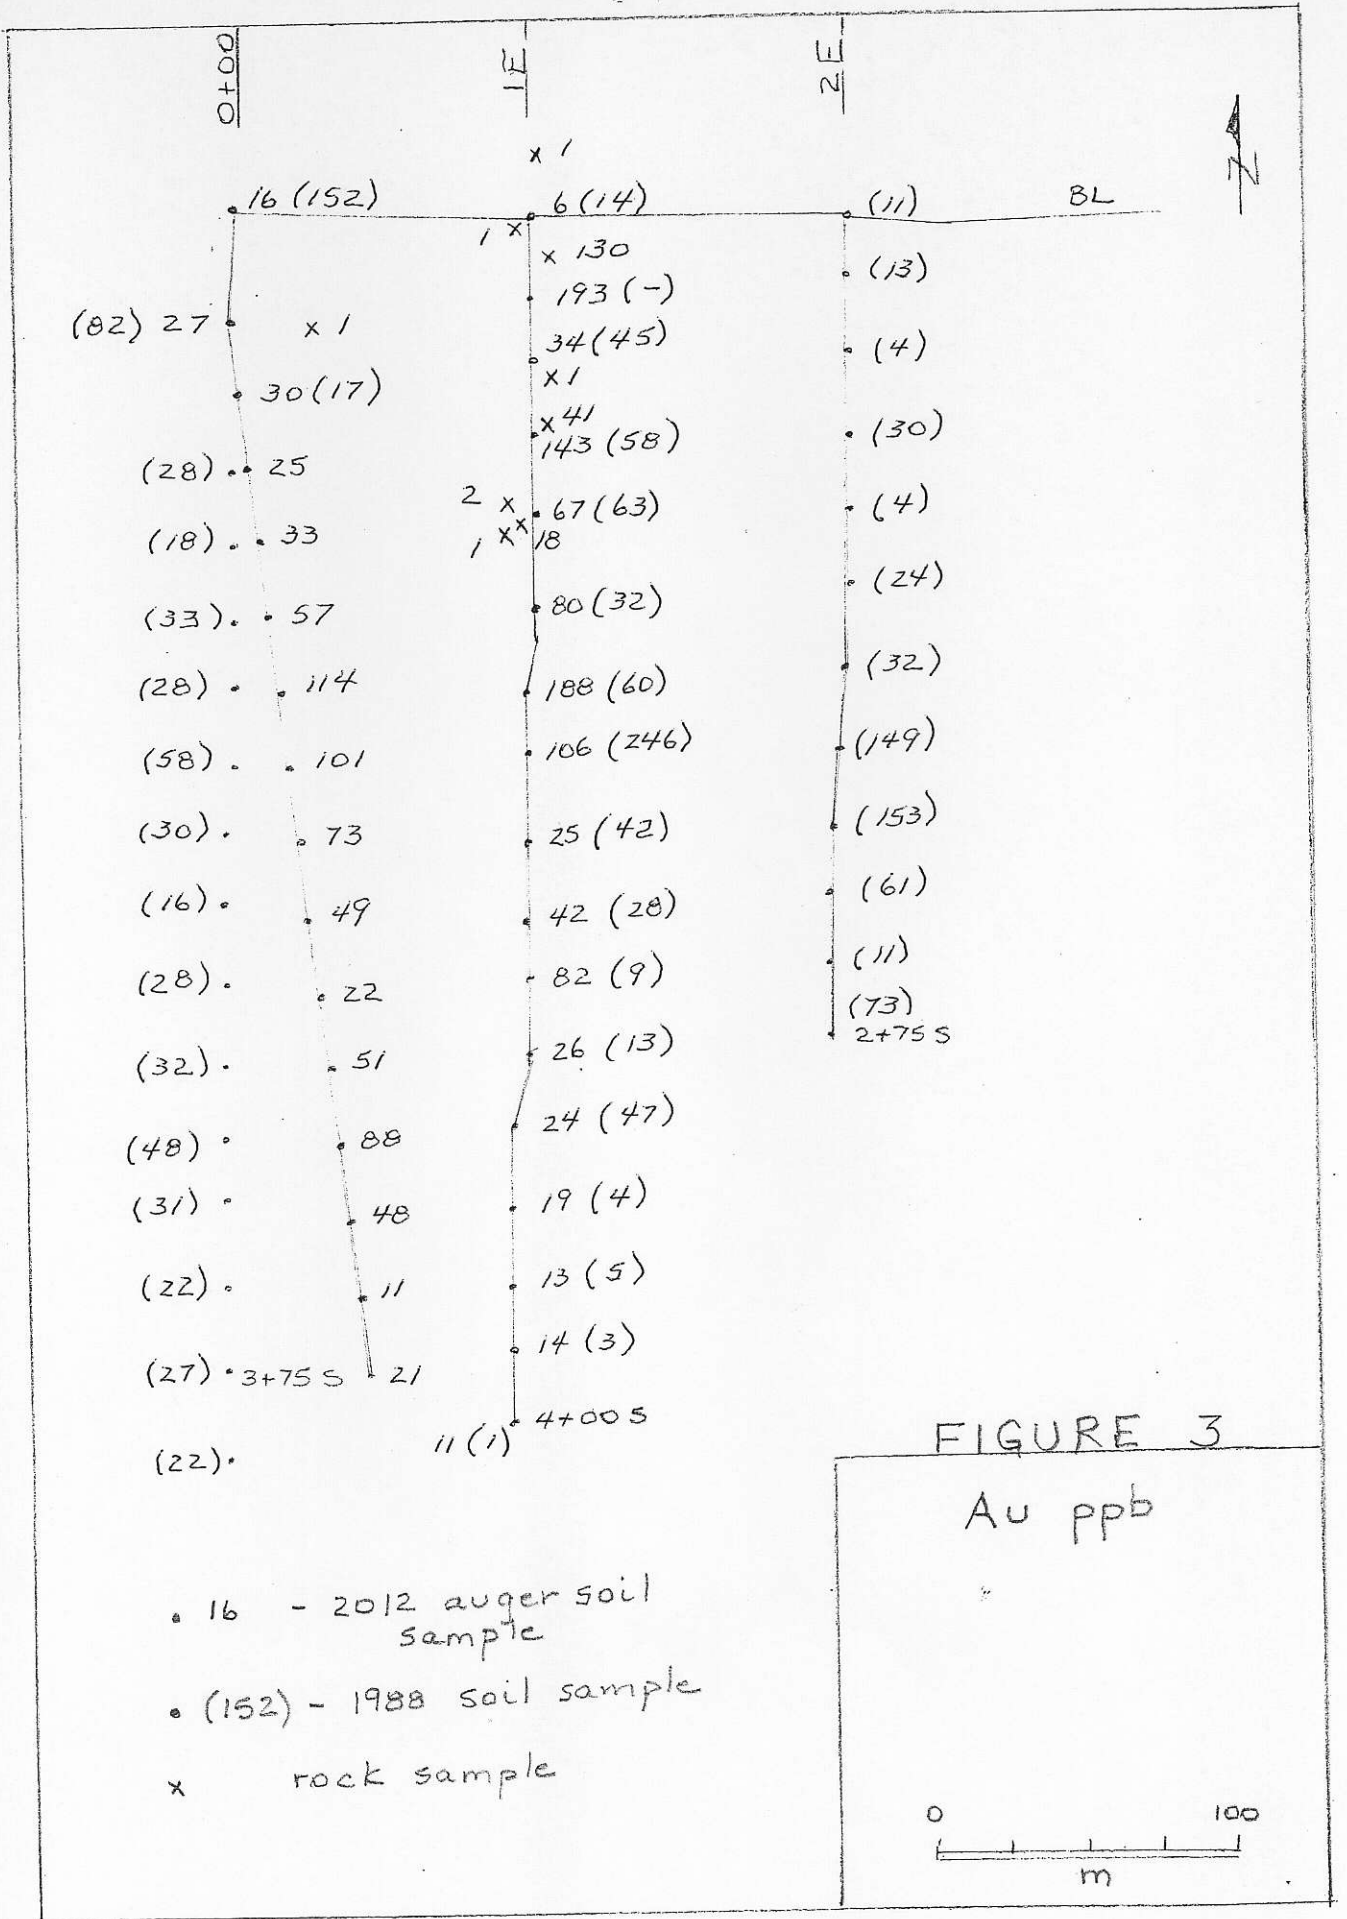 0+00 1E 2E
x 1
N
16 (152) 6 (14) (11) BL
1 x
x 130 (13)
193 (-)
(82) 27 x 1
34 (45) (4)
x 1
30 (17)
x 41
143 (58) (30)
(28) 25
2 x 67 (63) (4)
(18) 33 1 x x 18
(24)
(33) 57 80 (32)
(28) 114 188 (60) (32)
(58) 101 106 (246) (149)
(30) 73 25 (42) (153)
(16) 49 42 (28) (61)
(28) 22 82 (9) (11)
(73)
2+75 S
(32) 51 26 (13)
(48) 88 24 (47)
(31) 48 19 (4)
(22) 11 13 (5)
14 (3)
(27) 3+75 S 21
4+00 S
11 (1)
(22)
FIGURE 3
Au ppb
16 - 2012 auger soil
sample
(152) - 1988 soil sample
x rock sample
0 100
m